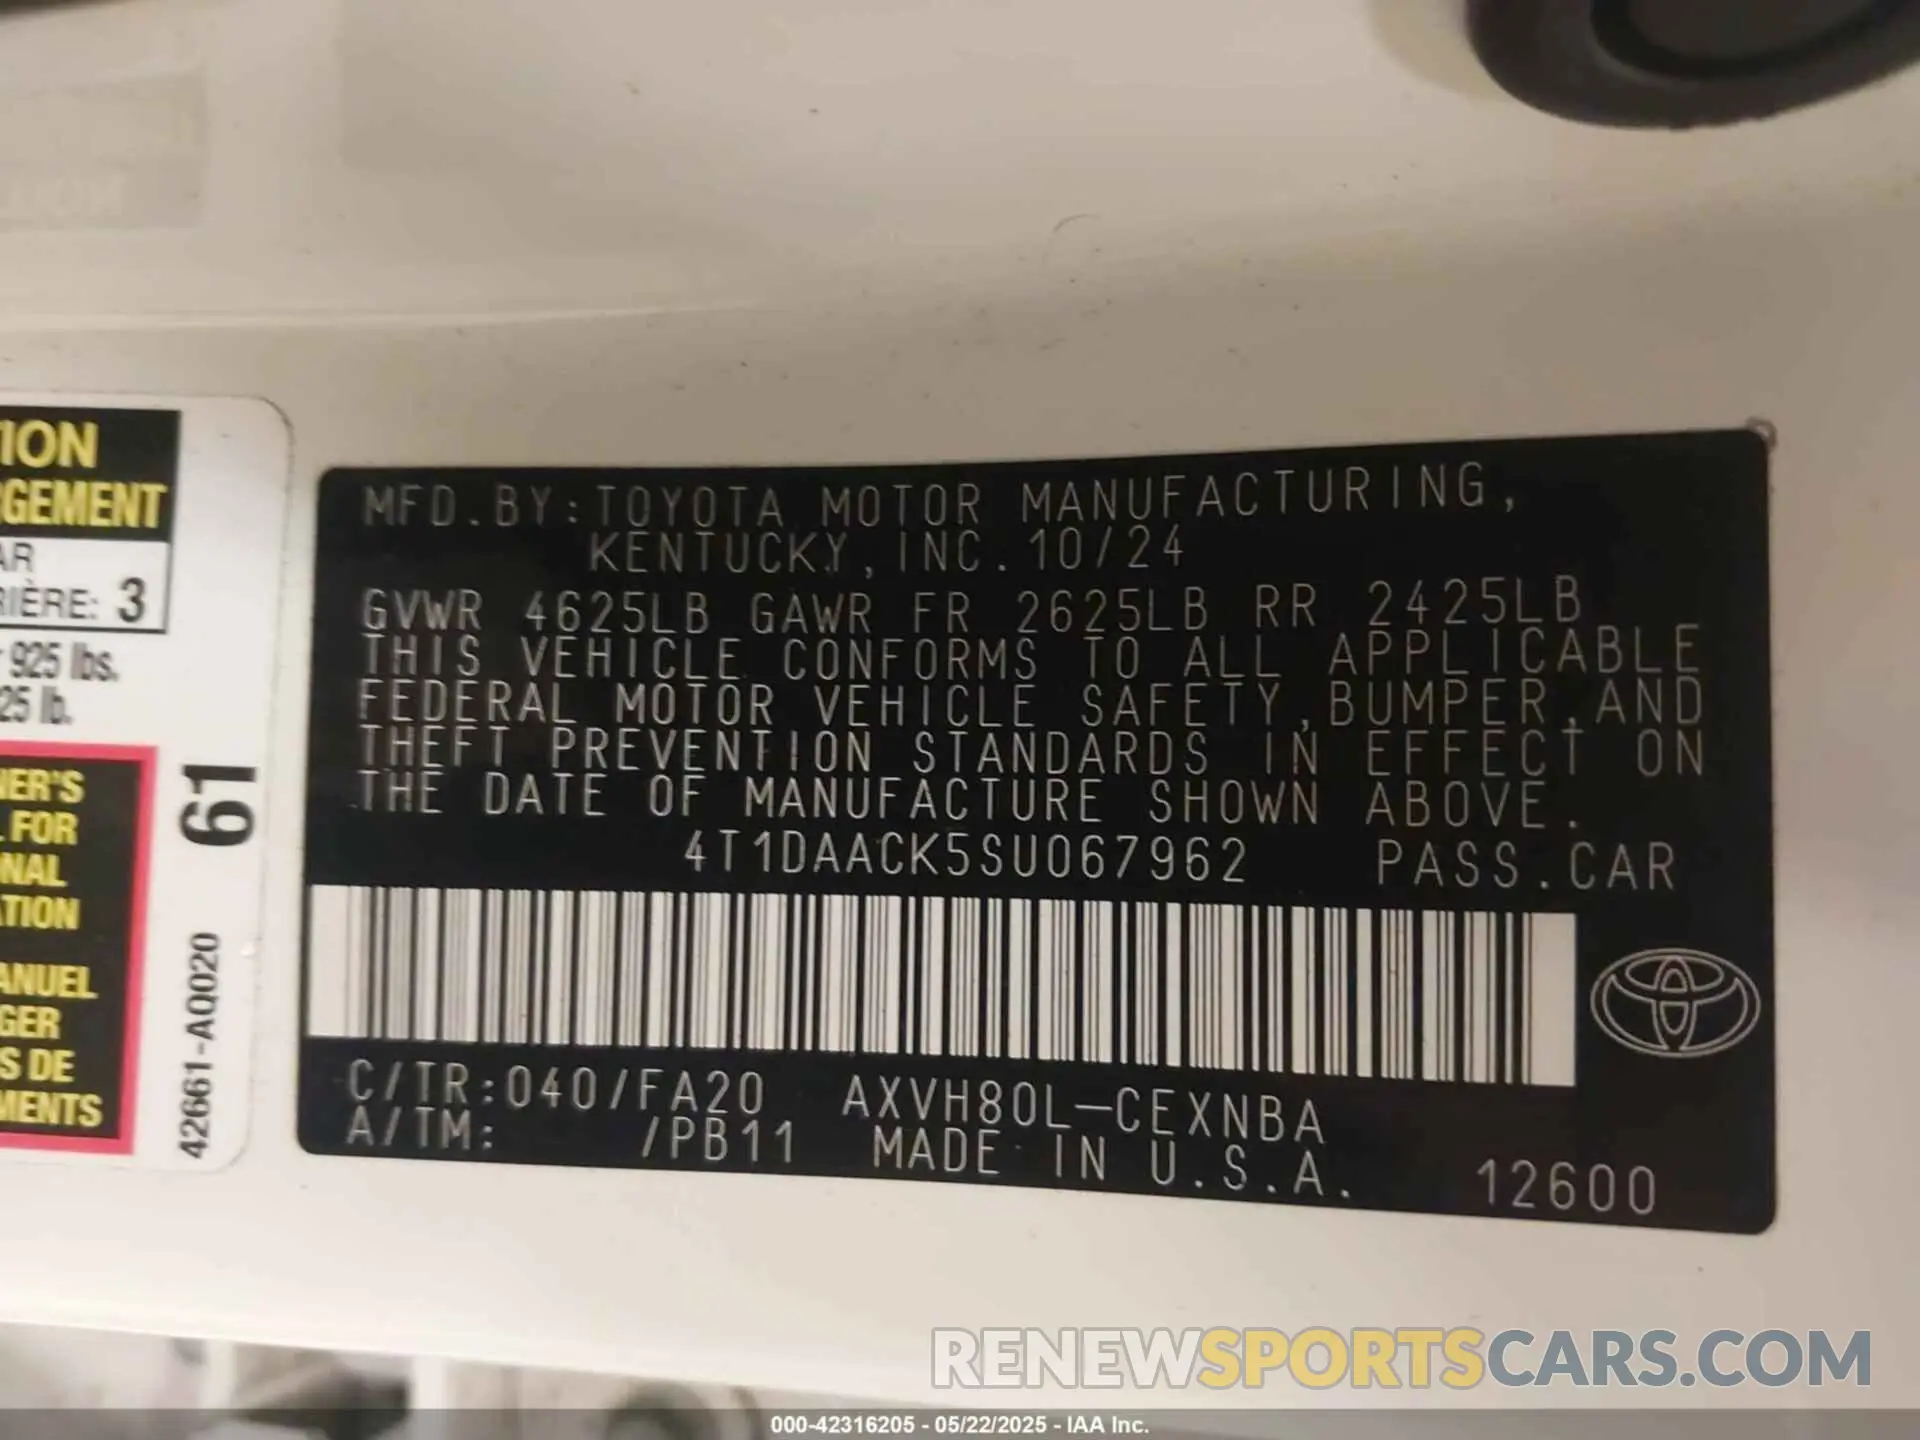 TION
RGEMENT
AR
RIÈRE: 3
925 lbs.
25 lb.
NER'S
FOR
NAL
TION
ANUEL
GER
S DE
MENTS
61
42661-AQ020
MFD.BY:TOYOTA MOTOR MANUFACTURING,
KENTUCKY,INC.10/24
GVWR 4625LB GAWR FR 2625LB RR 2425LB
THIS VEHICLE CONFORMS TO ALL APPLICABLE
FEDERAL MOTOR VEHICLE SAFETY,BUMPER,AND
THEFT PREVENTION STANDARDS IN EFFECT ON
THE DATE OF MANUFACTURE SHOWN ABOVE.
4T1DAACK5SU067962 PASS.CAR
C/TR:040/FA20 AXVH80L-CEXNBA
A/TM: /PB11 MADE IN U.S.A. 12600
RENEWSPORTSCARS.COM
000-42316205 - 05/22/2025 - IAA Inc.